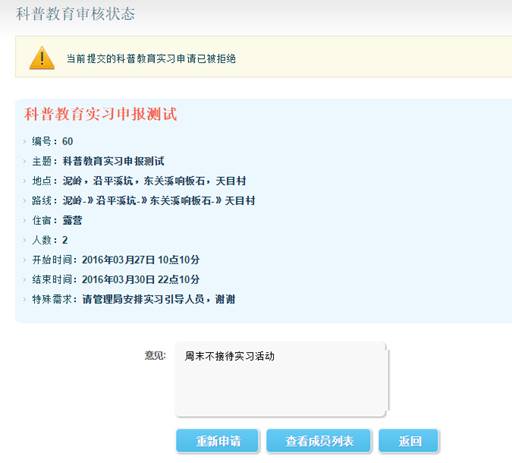 科普教育审核状态
当前提交的科普教育实习申请已被拒绝
科普教育实习申报测试
编号：60
主题：科普教育实习申报测试
地点：泥岭，沿平溪坑，东关溪响板石，天目村
路线：泥岭-》沿平溪坑-》东关溪响板石-》天目村
住宿：露营
人数：2
开始时间：2016年03月27日 10点10分
结束时间：2016年03月30日 22点10分
特殊需求：请管理局安排实习引导人员，谢谢
意见:
周末不接待实习活动
重新申请 查看成员列表 返回